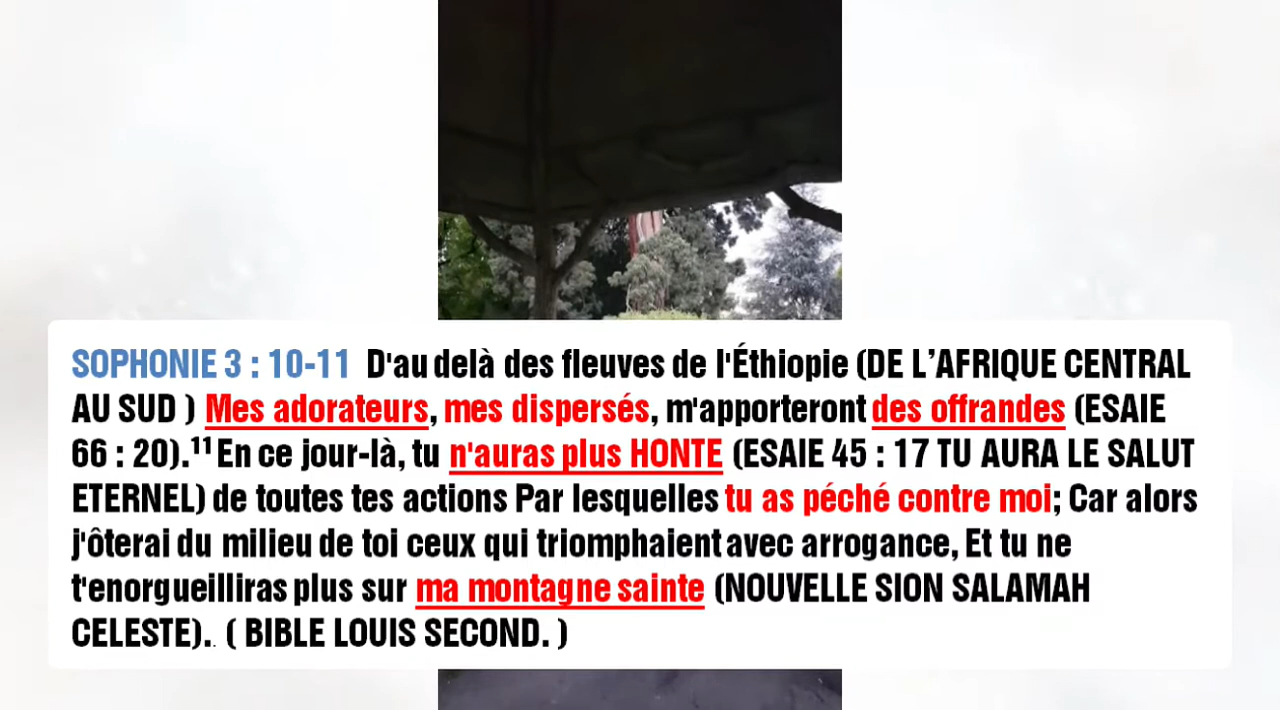 SOPHONIE 3 : 10-11 D'au delà des fleuves de l'Éthiopie (DE L’AFRIQUE CENTRAL
AU SUD ) Mes adorateurs, mes dispersés, m'apporteront des offrandes (ESAIE
66 : 20).¹¹ En ce jour-là, tu n'auras plus HONTE (ESAIE 45 : 17 TU AURA LE SALUT
ETERNEL) de toutes tes actions Par lesquelles tu as péché contre moi; Car alors
j'ôterai du milieu de toi ceux qui triomphaient avec arrogance, Et tu ne
t'enorgueilliras plus sur ma montagne sainte (NOUVELLE SION SALAMAH
CELESTE).. ( BIBLE LOUIS SECOND. )